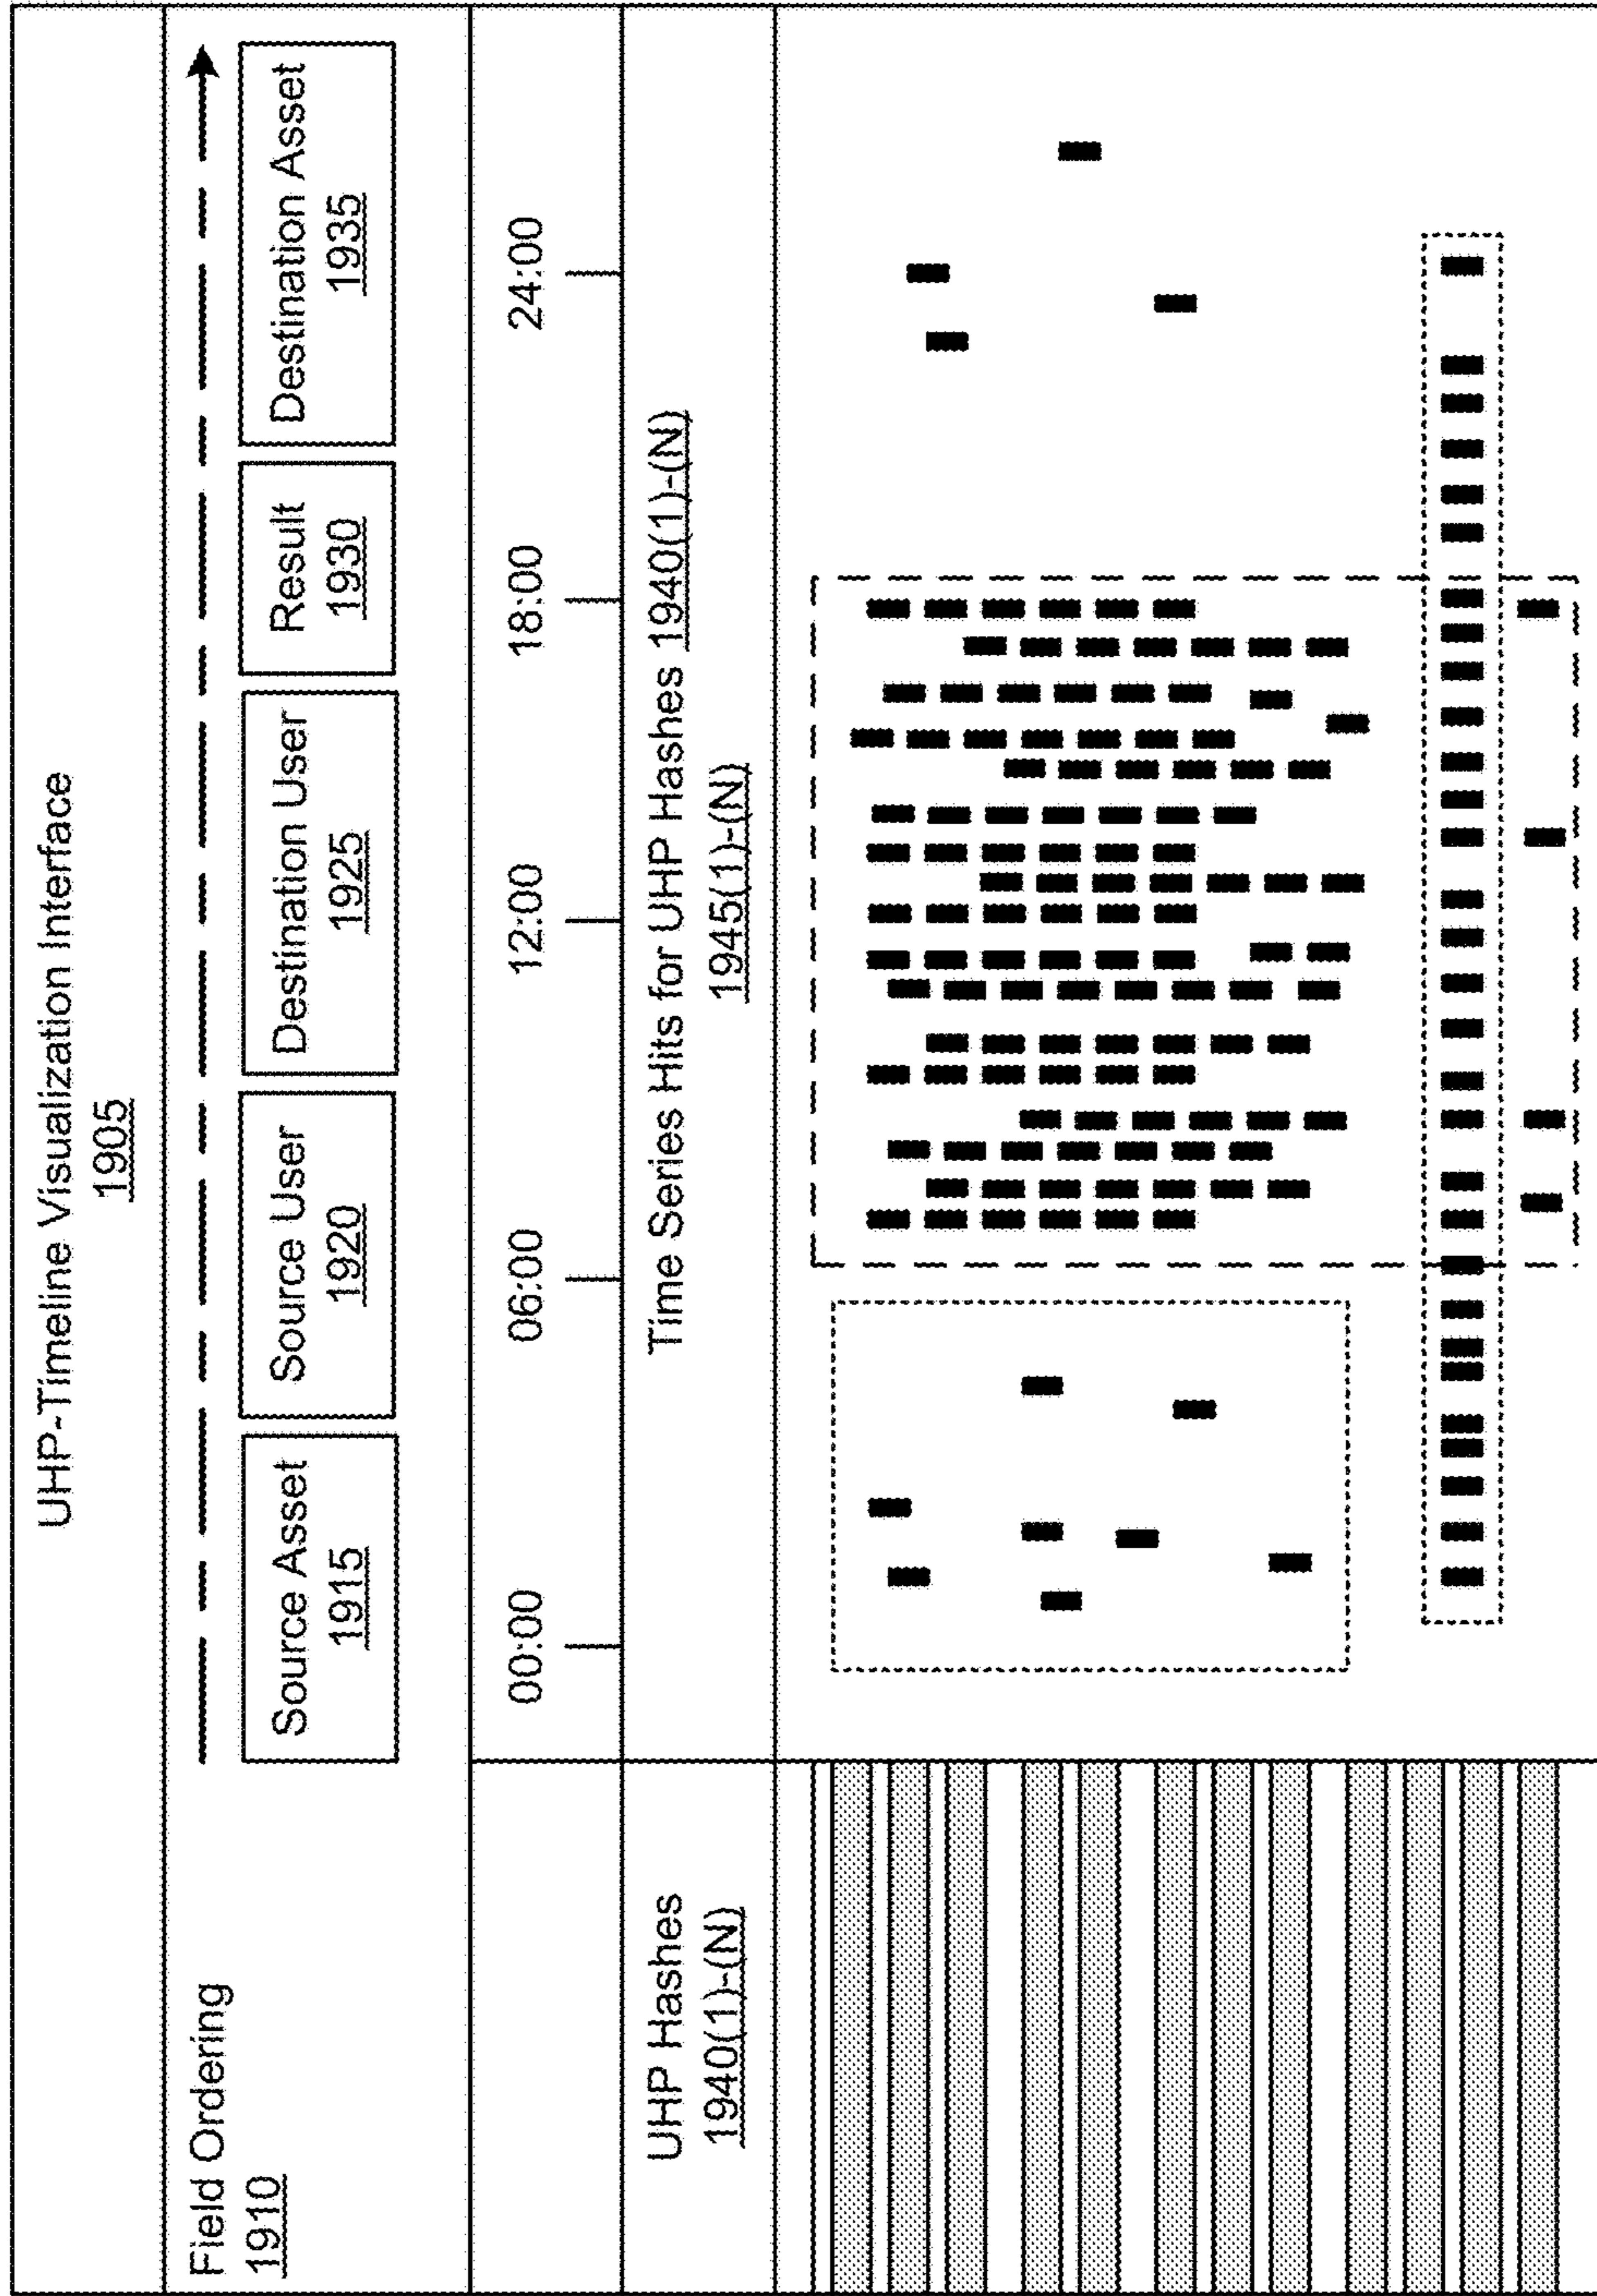 UHP-Timeline Visualization Interface
1905
Field Ordering
1910
Source Asset
1915
Source User
1920
Destination User
1925
Result
1930
Destination Asset
1935
00:00
06:00
12:00
18:00
24:00
UHP Hashes
1940(1)-(N)
Time Series Hits for UHP Hashes 1940(1)-(N)
1945(1)-(N)